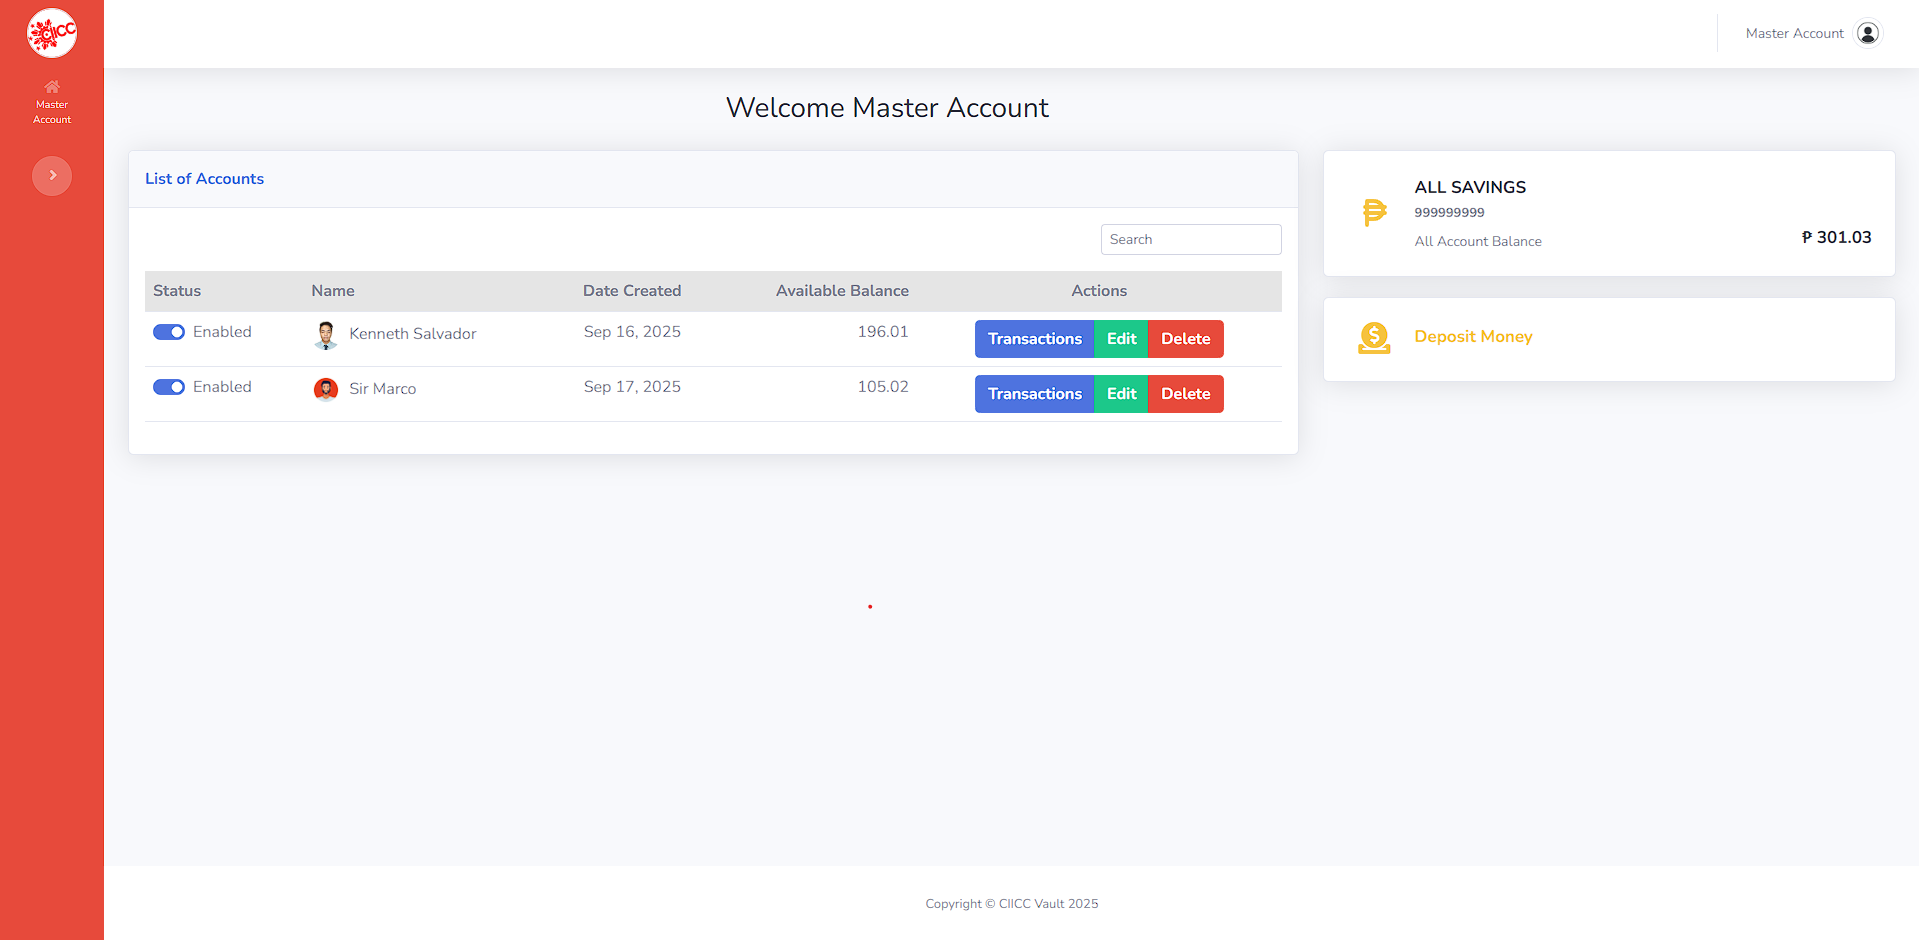 CIICC
Master Account
Master
Account
Welcome Master Account
List of Accounts
Search
Status Name Date Created Available Balance Actions
Enabled Kenneth Salvador Sep 16, 2025 196.01 Transactions Edit Delete
Enabled Sir Marco Sep 17, 2025 105.02 Transactions Edit Delete
ALL SAVINGS
999999999
All Account Balance ₱ 301.03
Deposit Money
Copyright © CIICC Vault 2025